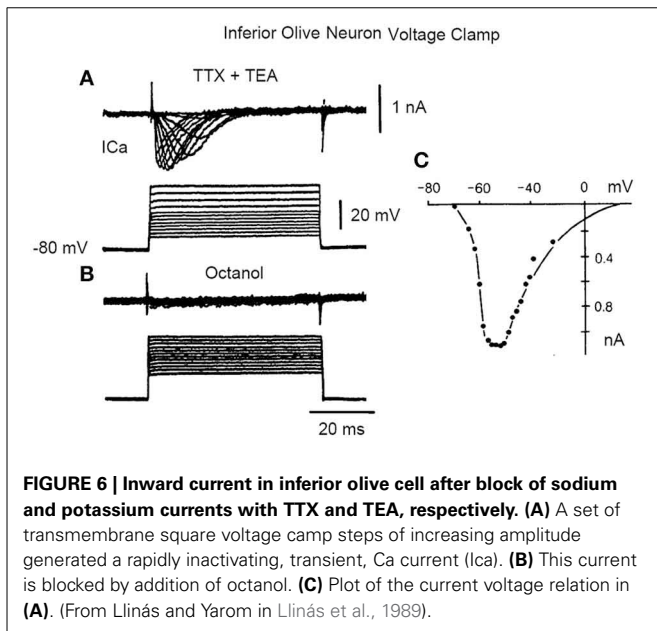 Inferior Olive Neuron Voltage Clamp
A
TTX + TEA
1 nA
ICa
20 mV
-80 mV
B
Octanol
20 ms
C
-80 -60 -40 0 mV
0.4
0.8
nA
FIGURE 6 | Inward current in inferior olive cell after block of sodium
and potassium currents with TTX and TEA, respectively. (A) A set of
transmembrane square voltage camp steps of increasing amplitude
generated a rapidly inactivating, transient, Ca current (Ica). (B) This current
is blocked by addition of octanol. (C) Plot of the current voltage relation in
(A). (From Llinás and Yarom in Llinás et al., 1989).